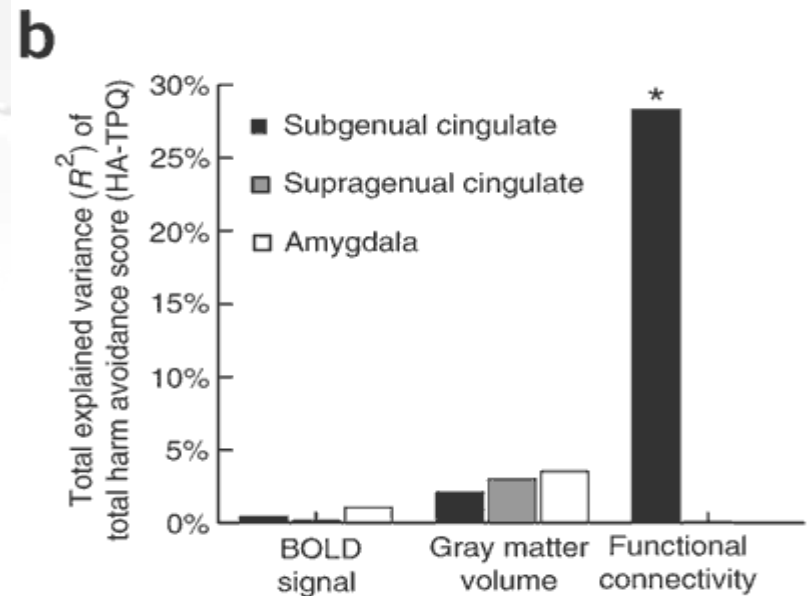 b
Total explained variance (R²) of
total harm avoidance score (HA-TPQ)
30%
25%
20%
15%
10%
5%
0%
Subgenual cingulate
Supragenual cingulate
Amygdala
*
BOLD
signal
Gray matter
volume
Functional
connectivity